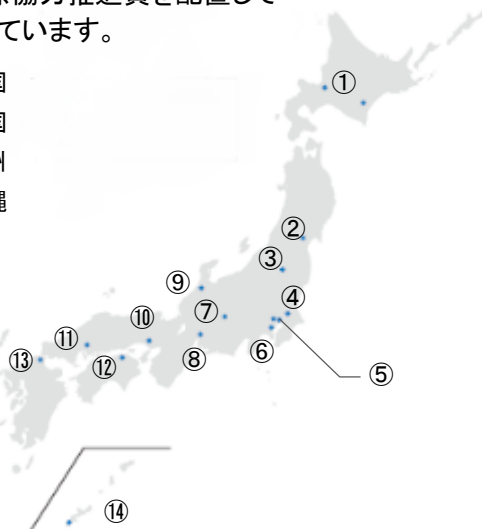 協力推進員を配置して
ています。
国
国
州
縄
①
②
③
④
⑨
⑩
⑦
⑪
⑬
⑫
⑧
⑥
⑤
⑭